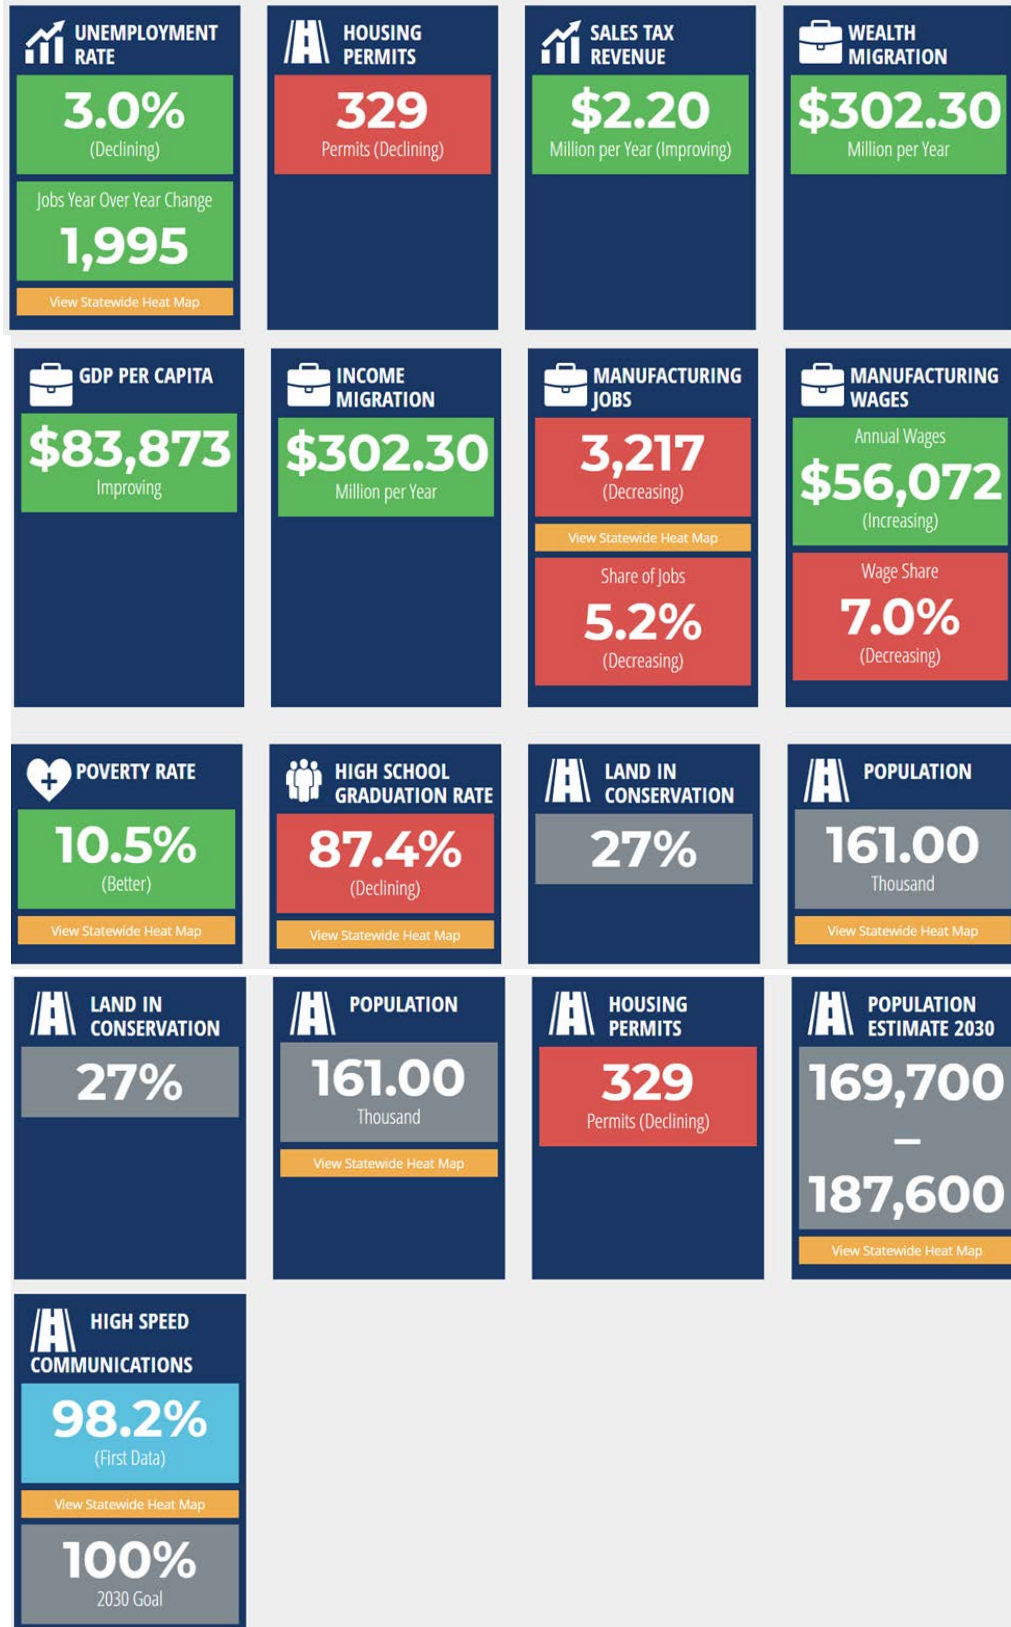 UNEMPLOYMENT
RATE
3.0%
(Declining)
Jobs Year Over Year Change
1,995
View Statewide Heat Map
HOUSING
PERMITS
329
Permits (Declining)
SALES TAX
REVENUE
$2.20
Million per Year (Improving)
WEALTH
MIGRATION
$302.30
Million per Year
GDP PER CAPITA
$83,873
Improving
INCOME
MIGRATION
$302.30
Million per Year
MANUFACTURING
JOBS
3,217
(Decreasing)
View Statewide Heat Map
Share of Jobs
5.2%
(Decreasing)
MANUFACTURING
WAGES
Annual Wages
$56,072
(Increasing)
Wage Share
7.0%
(Decreasing)
POVERTY RATE
10.5%
(Better)
View Statewide Heat Map
HIGH SCHOOL
GRADUATION RATE
87.4%
(Declining)
View Statewide Heat Map
LAND IN
CONSERVATION
27%
POPULATION
161.00
Thousand
View Statewide Heat Map
LAND IN
CONSERVATION
27%
POPULATION
161.00
Thousand
View Statewide Heat Map
HOUSING
PERMITS
329
Permits (Declining)
POPULATION
ESTIMATE 2030
169,700
–
187,600
View Statewide Heat Map
HIGH SPEED
COMMUNICATIONS
98.2%
(First Data)
View Statewide Heat Map
100%
2030 Goal